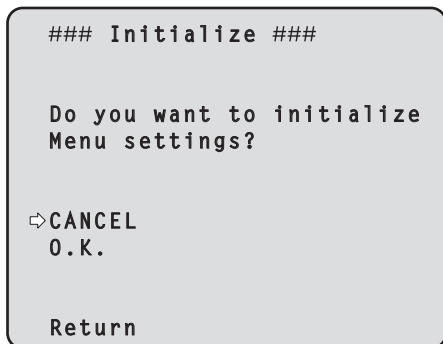 ### Initialize ###
Do you want to initialize
Menu settings?
⇨CANCEL
O.K.
Return